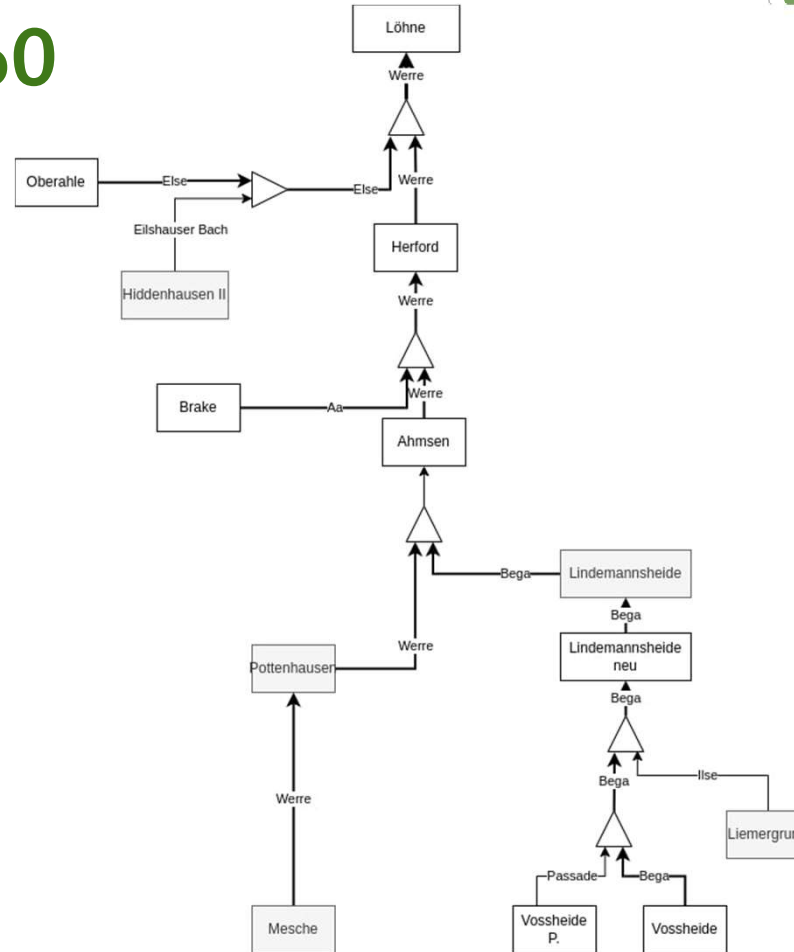 Löhne
Werre
Oberahle
Else
Else
Werre
Eilshauser Bach
Herford
Hiddenhausen II
Werre
Werre
Brake
Aa
Ahmsen
Bega
Lindemannsheide
Bega
Werre
Lindemannsheide
neu
Pottenhausen
Bega
Ilse
Bega
Werre
Passade
Bega
Mesche
Vossheide
P.
Vossheide